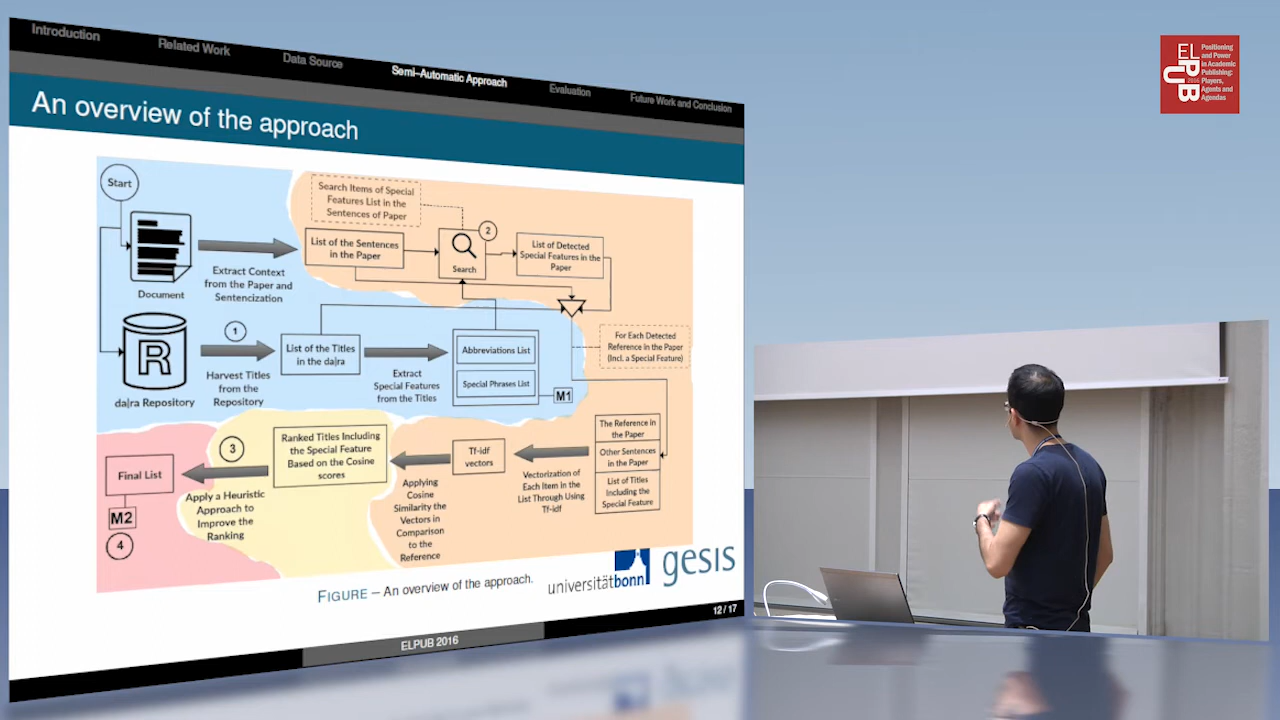 Introduction
Related Work
Data Source
Semi–Automatic Approach
Evaluation
Future Work and Conclusion
An overview of the approach
Start
Search Items of Special
Features List in the
Sentences of Paper
List of the Sentences
in the Paper
2
Search
List of Detected
Special Features in the
Paper
Extract Context
from the Paper and
Sentencization
Document
R
da|ra Repository
1
Harvest Titles
from the
Repository
List of the Titles
in the da|ra
Extract
Special Features
from the Titles
Abbreviations List
Special Phrases List
M1
For Each Detected
Reference in the Paper
(Incl. a Special Feature)
The Reference in
the Paper
Other Sentences
in the Paper
List of Titles
Including the
Special Feature
Vectorization of
Each Item in the
List Through Using
Tf-idf
Tf-idf
vectors
Applying
Cosine
Similarity the
Vectors in
Comparison
to the
Reference
Ranked Titles Including
the Special Feature
Based on the Cosine
scores
3
Apply a Heuristic
Approach to
Improve the
Ranking
Final List
M2
4
FIGURE – An overview of the approach.
universitätbonn
gesis
12 / 17
ELPUB 2016
EL
PUB
2016
Positioning
and Power
in Academic
Publishing:
Players,
Agents and
Agendas